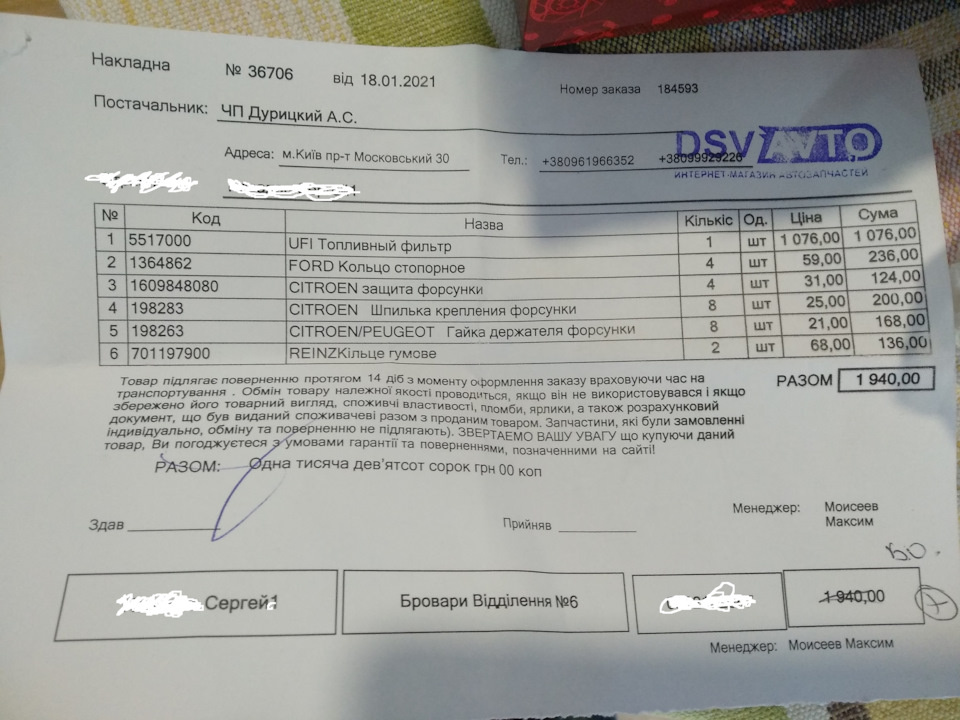 Накладна № 36706 від 18.01.2021
Номер заказа 184593
Постачальник: ЧП Дурицкий А.С.
DSV АВТО
ИНТЕРНЕТ-МАГАЗИН АВТОЗАПЧАСТЕЙ
Адреса: м.Київ пр-т Московський 30 Тел.: +380961966352
№ Код Назва Кількіс Од. Ціна Сума
1 5517000 UFI Топливный фильтр 1 шт 1 076,00 1 076,00
2 1364862 FORD Кольцо стопорное 4 шт 59,00 236,00
3 1609848080 CITROEN защита форсунки 4 шт 31,00 124,00
4 198283 CITROEN Шпилька крепления форсунки 8 шт 25,00 200,00
5 198263 CITROEN/PEUGEOT Гайка держателя форсунки 8 шт 21,00 168,00
6 701197900 REINZКільце гумове 2 шт 68,00 136,00
РАЗОМ 1 940,00
Товар підлягає поверненню протягом 14 діб з моменту оформлення заказу враховуючи час на
транспортування . Обмін товару належної якості проводиться, якщо він не використовувався і якщо
збережено його товарний вигляд, споживчі властивості, пломби, ярлики, а також розрахунковий
документ, що був виданий споживачеві разом з проданим товаром. Запчастини, які були замовленні
індивідуально, обміну та поверненню не підлягають). ЗВЕРТАЕМО ВАШУ УВАГУ що купуючи даний
товар, Ви погоджуєтеся з умовами гарантії та поверненнями, позначенними на сайті!
РАЗОМ: Одна тисяча дев'ятсот сорок грн 00 коп
Менеджер: Моисеев
Максим
Здав Прийняв
Сергей1 Бровари Відділення №6 1 940,00
Менеджер: Моисеев Максим